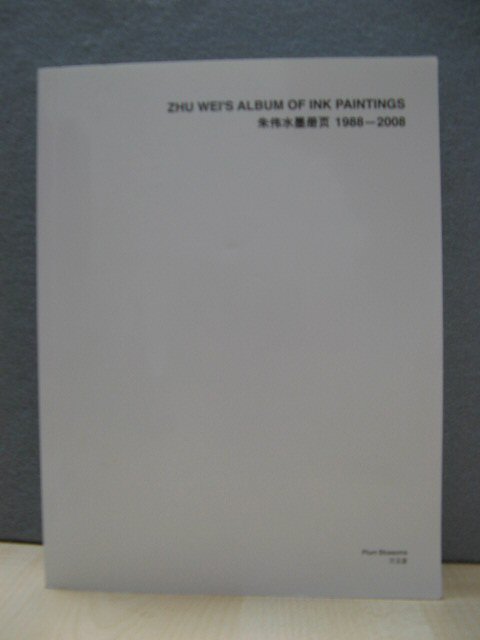 ZHU WEI'S ALBUM OF INK PAINTINGS
朱伟水墨册页 1988—2008
Plum Blossoms